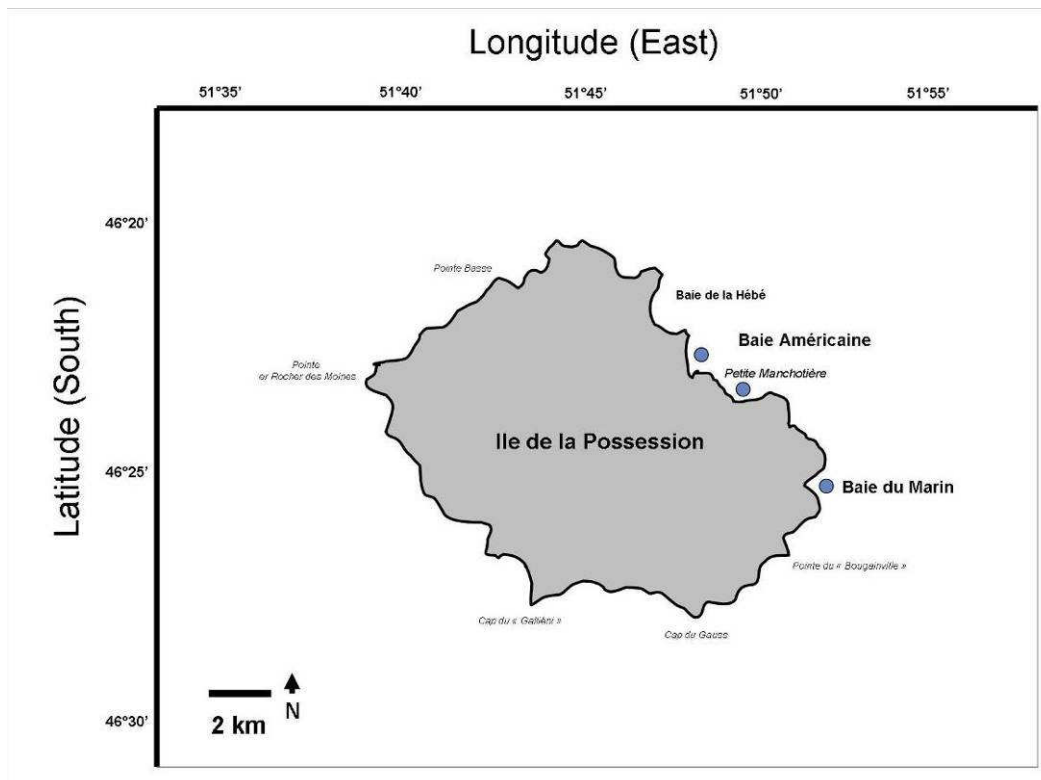 Longitude (East)
51°35’ 51°40’ 51°45’ 51°50’ 51°55’
Latitude (South)
46°20’
46°25’
46°30’
Pointe Basse
Baie de la Hébé
Baie Américaine
Pointe
er Rocher des Moines
Petite Manchotière
Ile de la Possession
Baie du Marin
Pointe du « Bougainville »
Cap du « Galliéni »
Cap du Gauss
2 km
N